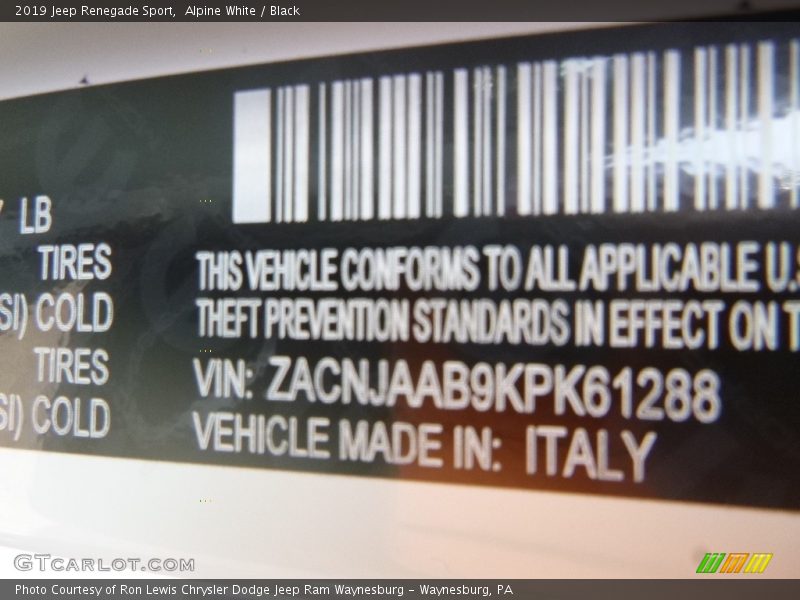 2019 Jeep Renegade Sport, Alpine White / Black
LB
TIRES
SI) COLD
TIRES
SI) COLD
THIS VEHICLE CONFORMS TO ALL APPLICABLE U.S
THEFT PREVENTION STANDARDS IN EFFECT ON T
VIN: ZACNJAAB9KPK61288
VEHICLE MADE IN: ITALY
GTCARLOT.COM
Photo Courtesy of Ron Lewis Chrysler Dodge Jeep Ram Waynesburg - Waynesburg, PA